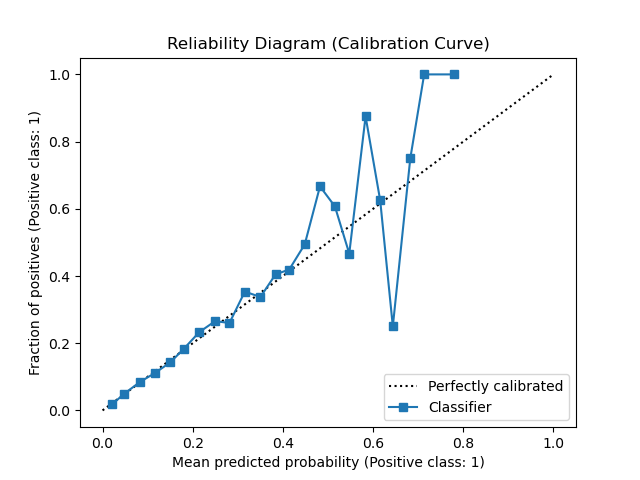 Reliability Diagram (Calibration Curve)
Fraction of positives (Positive class: 1)
1.0
0.8
0.6
0.4
0.2
0.0
Perfectly calibrated
Classifier
0.0 0.2 0.4 0.6 0.8 1.0
Mean predicted probability (Positive class: 1)